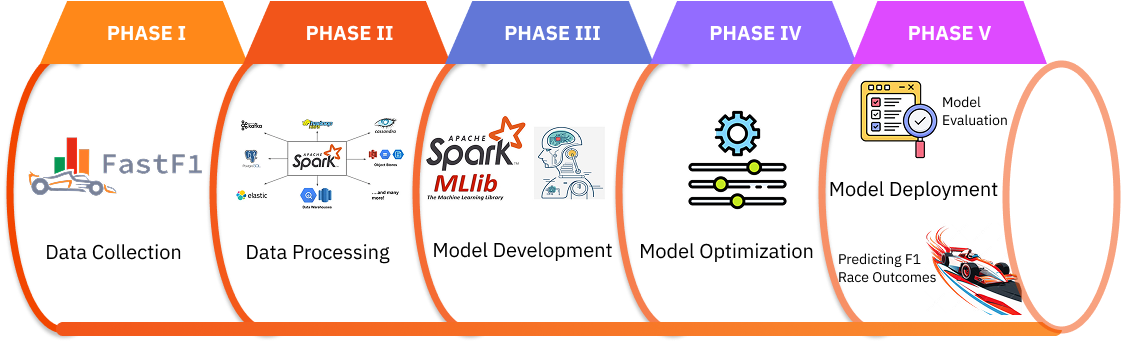 PHASE I
PHASE II
PHASE III
PHASE IV
PHASE V
FastF1
Data Collection
kafka
cassandra
PostgreSQL
APACHE
Spark
Object Stores
elastic
Data Warehouses
...and many
more!
Data Processing
APACHE
Spark™
MLlib
The Machine Learning Library
Model Development
Model Optimization
Model
Evaluation
Model Deployment
Predicting F1
Race Outcomes